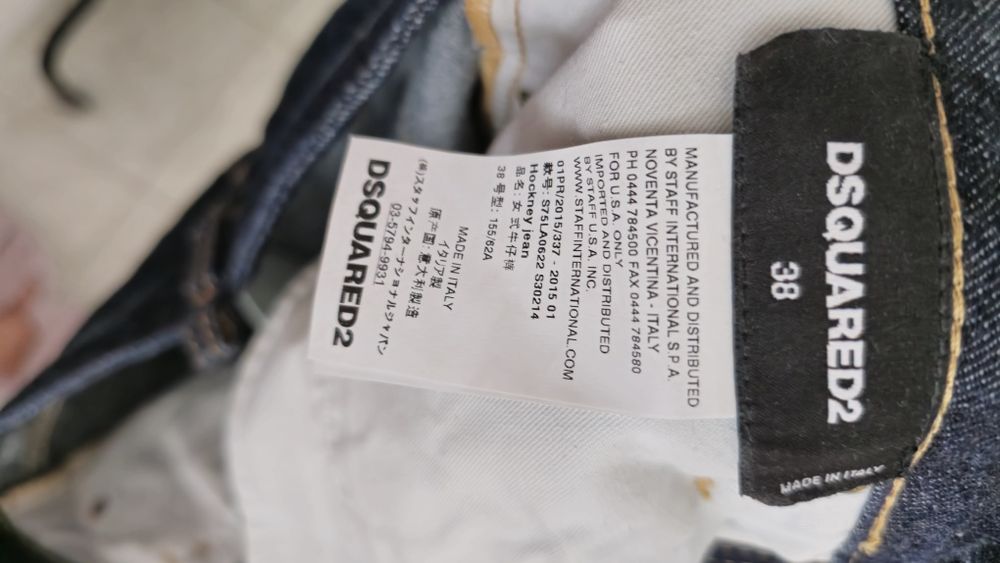 DSQUARED2
38
MADE IN ITALY
MANUFACTURED AND DISTRIBUTED
BY STAFF INTERNATIONAL S.P.A.
NOVENTA VICENTINA - ITALY
PH 0444 784500 FAX 0444 784580
FOR U.S.A. ONLY
IMPORTED AND DISTRIBUTED
BY STAFF U.S.A. INC.
WWW.STAFFINTERNATIONAL.COM
01PR/2015/337 - 2015 01
款号: S75LA0622 S30214
Hockney jean
品名: 女 式牛仔裤
38 号型: 155/62A
MADE IN ITALY
イタリア製
原产国: 意大利製造
(株)スタッフインターナショナルジャパン
03-5794-9931
DSQUARED2